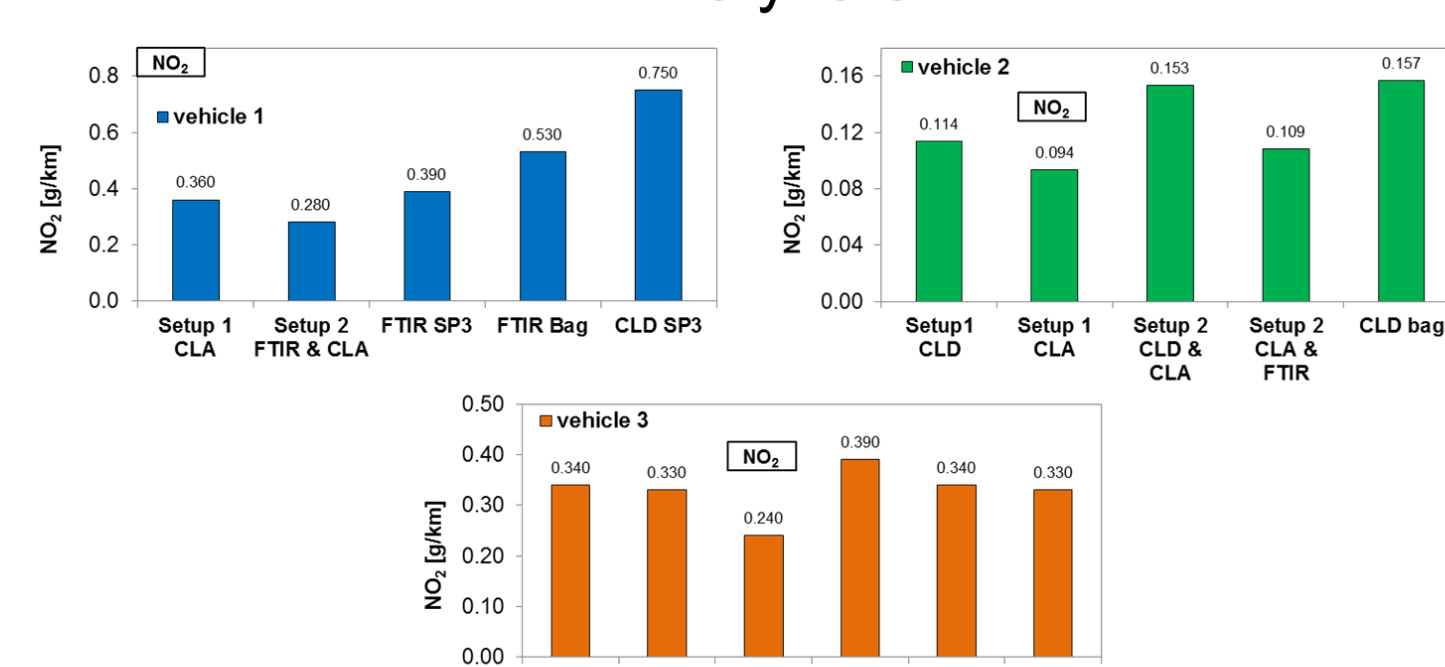 NO₂
vehicle 1
NO₂ [g/km]
0.8
0.6
0.4
0.2
0.0
0.360
0.280
0.390
0.530
0.750
Setup 1 CLA
Setup 2 FTIR & CLA
FTIR SP3
FTIR Bag
CLD SP3
vehicle 2
NO₂
NO₂ [g/km]
0.16
0.12
0.08
0.04
0.00
0.114
0.094
0.153
0.109
0.157
Setup1 CLD
Setup 1 CLA
Setup 2 CLD & CLA
Setup 2 CLA & FTIR
CLD bag
vehicle 3
NO₂
NO₂ [g/km]
0.50
0.40
0.30
0.20
0.10
0.00
0.340
0.330
0.240
0.390
0.340
0.330